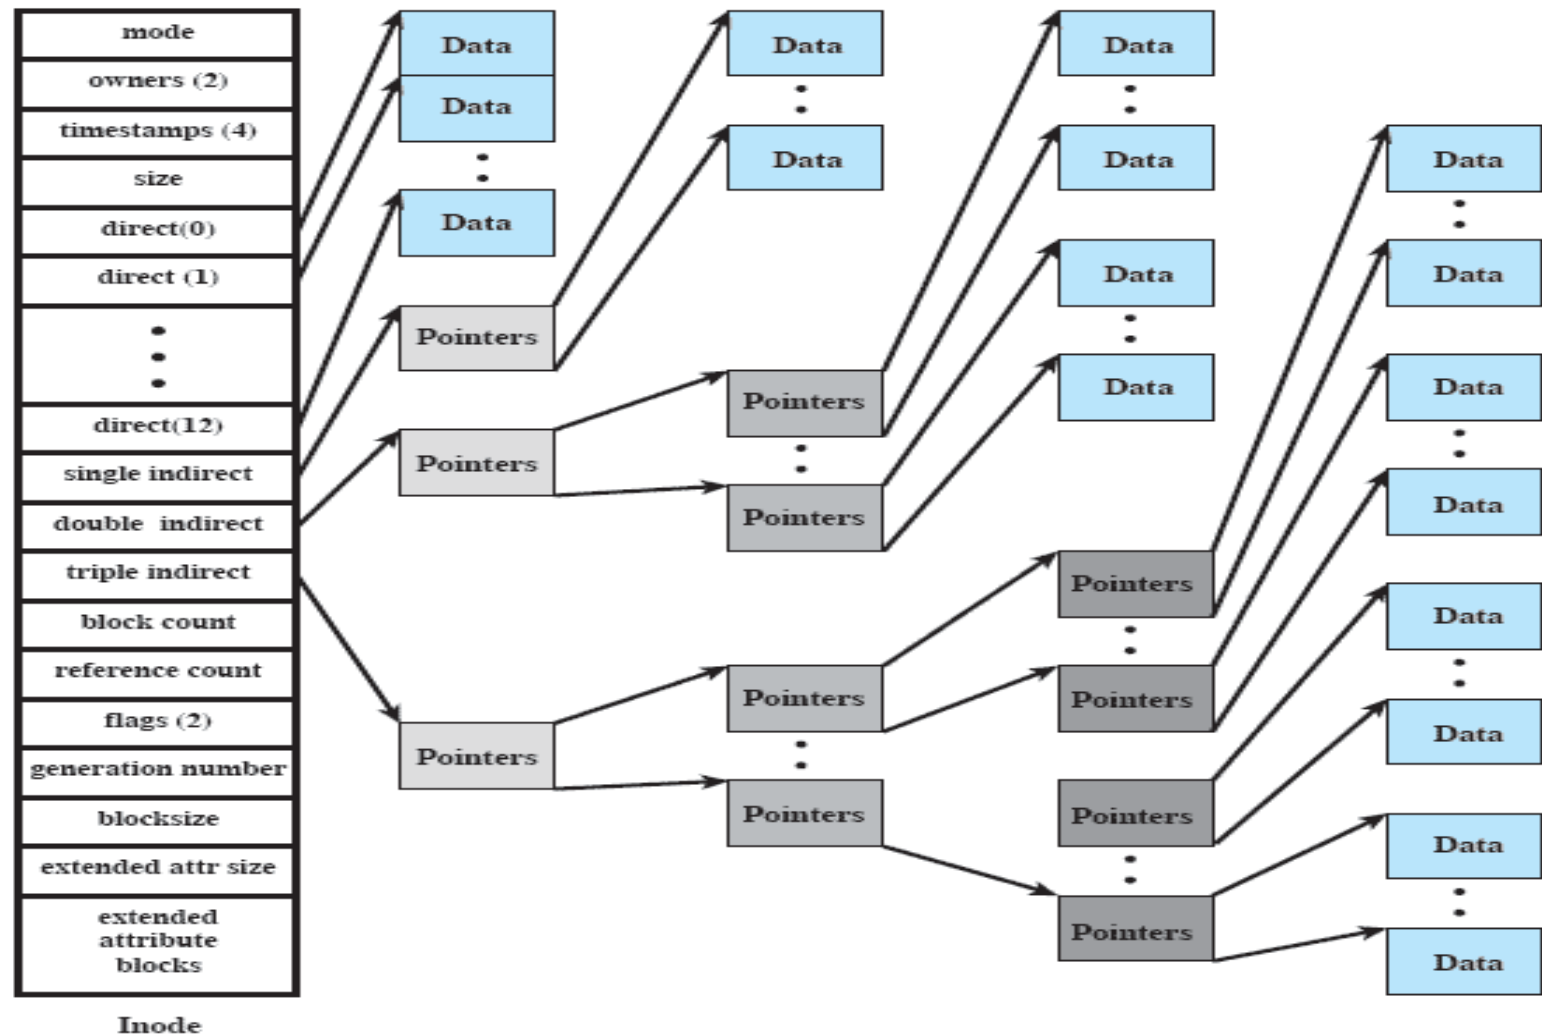 mode
owners (2)
timestamps (4)
size
direct(0)
direct (1)
direct(12)
single indirect
double indirect
triple indirect
block count
reference count
flags (2)
generation number
blocksize
extended attr size
extended
attribute
blocks
Inode
Data
Data
Data
Pointers
Pointers
Pointers
Data
Data
Pointers
Pointers
Pointers
Pointers
Data
Data
Data
Data
Pointers
Pointers
Pointers
Pointers
Data
Data
Data
Data
Data
Data
Data
Data